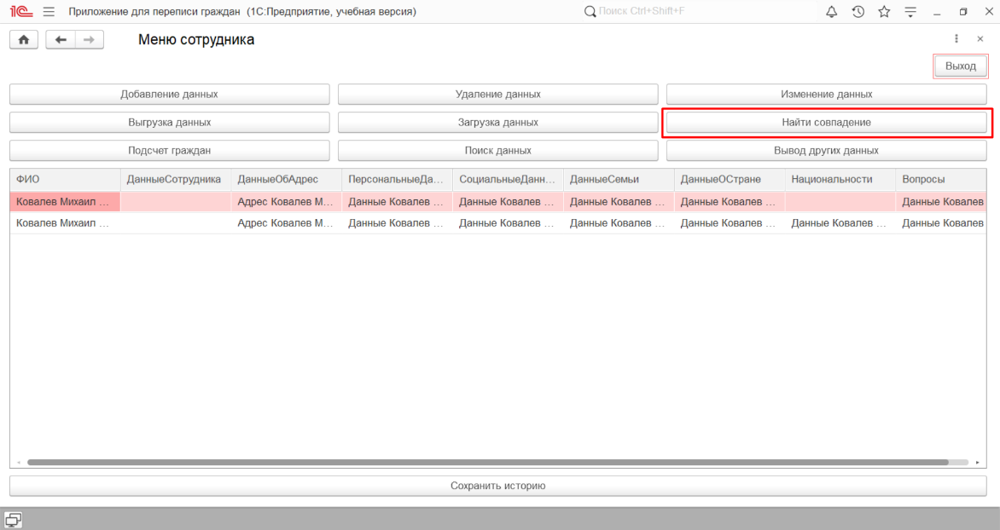 1С Приложение для переписи граждан (1С:Предприятие, учебная версия) Поиск Ctrl+Shift+F
Меню сотрудника
Выход
Добавление данных Удаление данных Изменение данных
Выгрузка данных Загрузка данных Найти совпадение
Подсчет граждан Поиск данных Вывод других данных
ФИО ДанныеСотрудника ДанныеОбАдрес ПерсональныеДа... СоциальныеДанн... ДанныеСемьи ДанныеОСтране Национальности Вопросы
Ковалев Михаил ... Адрес Ковалев М... Данные Ковалев ... Данные Ковалев ... Данные Ковалев ... Данные Ковалев ... Данные Ковалев
Ковалев Михаил ... Адрес Ковалев М... Данные Ковалев ... Данные Ковалев ... Данные Ковалев ... Данные Ковалев ... Данные Ковалев ... Данные Ковалев
Сохранить историю